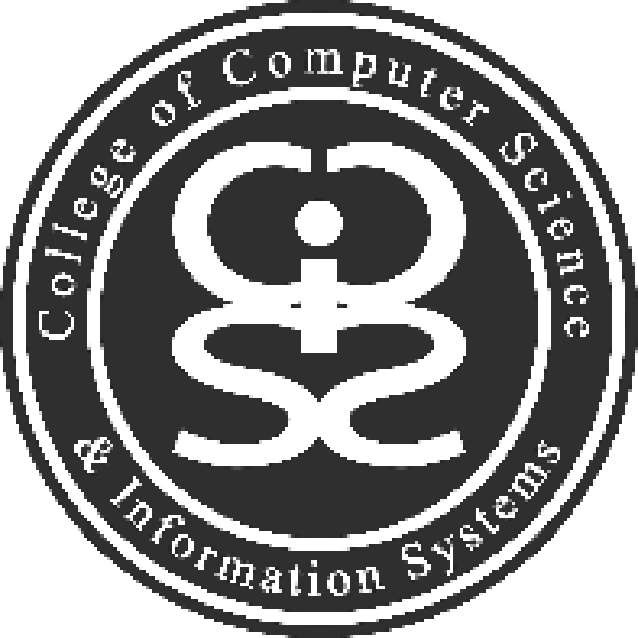 College of Computer Science
& Information Systems